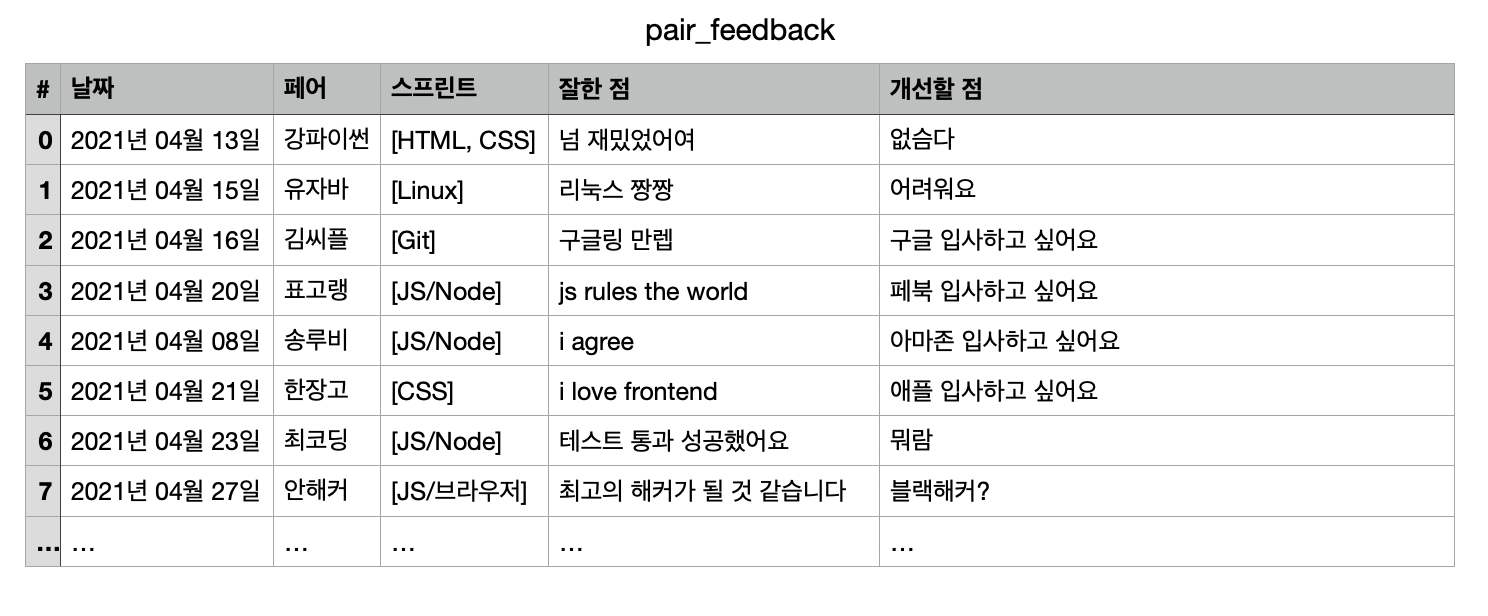 pair_feedback
# 날짜 페어 스프린트 잘한 점 개선할 점
0 2021년 04월 13일 강파이썬 [HTML, CSS] 넘 재밌었어여 없슴다
1 2021년 04월 15일 유자바 [Linux] 리눅스 짱짱 어려워요
2 2021년 04월 16일 김씨플 [Git] 구글링 만렙 구글 입사하고 싶어요
3 2021년 04월 20일 표고랭 [JS/Node] js rules the world 페북 입사하고 싶어요
4 2021년 04월 08일 송루비 [JS/Node] i agree 아마존 입사하고 싶어요
5 2021년 04월 21일 한장고 [CSS] i love frontend 애플 입사하고 싶어요
6 2021년 04월 23일 최코딩 [JS/Node] 테스트 통과 성공했어요 뭐람
7 2021년 04월 27일 안해커 [JS/브라우저] 최고의 해커가 될 것 같습니다 블랙해커?
… … … … … …